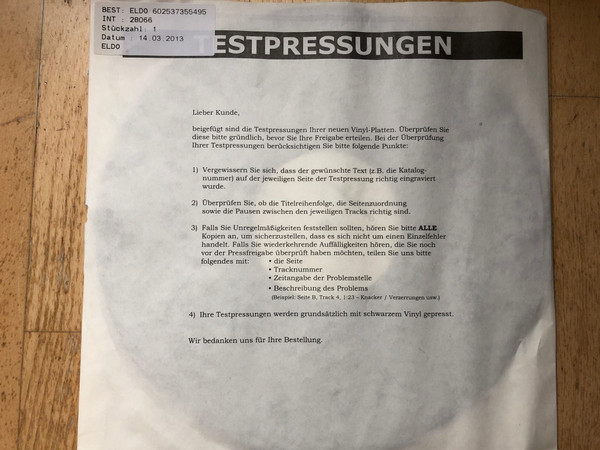 BEST: ELDO 602537355495
INT : 28066
Stückzahl: 1
Datum : 14.03.2013
ELDO
TESTPRESSUNGEN
Lieber Kunde,
beigefügt sind die Testpressungen Ihrer neuen Vinyl-Platten. Überprüfen Sie
diese bitte gründlich, bevor Sie Ihre Freigabe erteilen. Bei der Überprüfung
Ihrer Testpressungen berücksichtigen Sie bitte folgende Punkte:
1) Vergewissern Sie sich, dass der gewünschte Text (z.B. die Katalog-
nummer) auf der jeweiligen Seite der Testpressung richtig eingraviert
wurde.
2) Überprüfen Sie, ob die Titelreihenfolge, die Seitenzuordnung
sowie die Pausen zwischen den jeweiligen Tracks richtig sind.
3) Falls Sie Unregelmäßigkeiten feststellen sollten, hören Sie bitte ALLE
Kopien an, um sicherzustellen, dass es sich nicht um einen Einzelfehler
handelt. Falls Sie wiederkehrende Auffälligkeiten hören, die Sie noch
vor der Pressfreigabe überprüft haben möchten, teilen Sie uns bitte
folgendes mit: • die Seite
• Tracknummer
• Zeitangabe der Problemstelle
• Beschreibung des Problems
(Beispiel: Seite B, Track 4, 1:23 – Knacker / Verzerrungen usw.)
4) Ihre Testpressungen werden grundsätzlich mit schwarzem Vinyl gepresst.
Wir bedanken uns für Ihre Bestellung.